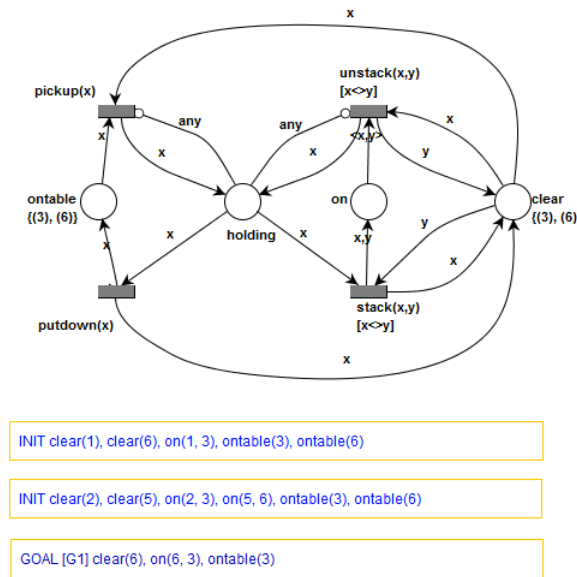 x
unstack(x,y)
[x<>y]
pickup(x)
any
any
x
x
<x,y>
x
x
y
ontable
{(3), (6)}
holding
on
clear
{(3), (6)
x
x
x
x,y
y
x
putdown(x)
stack(x,y)
[x<>y]
x
INIT clear(1), clear(6), on(1, 3), ontable(3), ontable(6)
INIT clear(2), clear(5), on(2, 3), on(5, 6), ontable(3), ontable(6)
GOAL [G1] clear(6), on(6, 3), ontable(3)